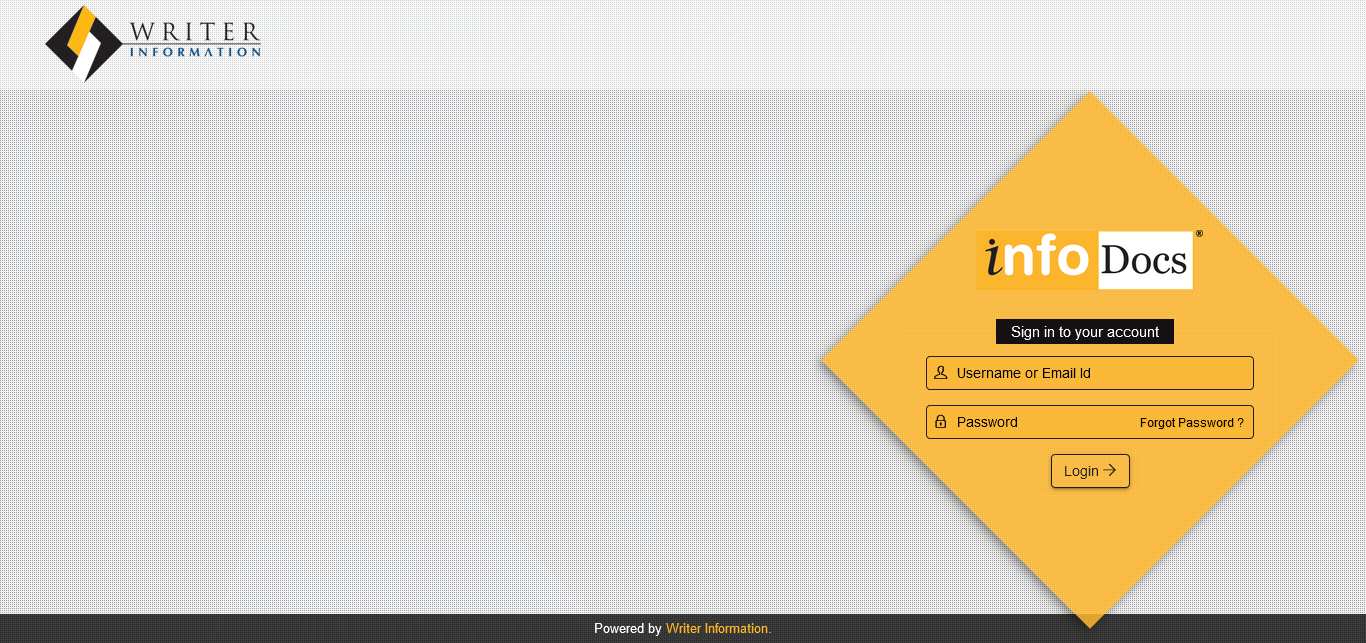 WRITER
INFORMATION
info Docs®
Sign in to your account
Username or Email Id
Password Forgot Password ?
Login
Powered by Writer Information.